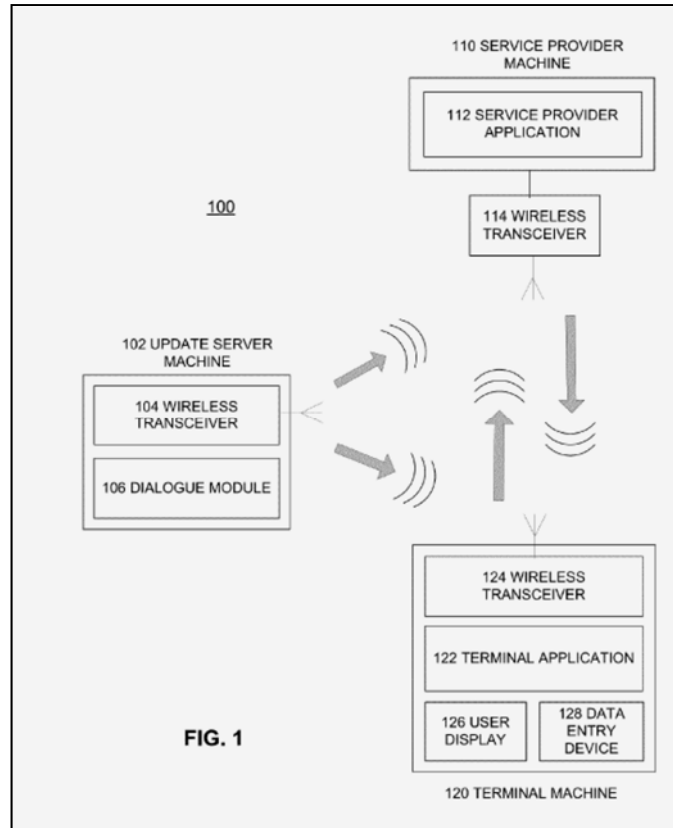 110 SERVICE PROVIDER
MACHINE
112 SERVICE PROVIDER
APPLICATION
100
114 WIRELESS
TRANSCEIVER
102 UPDATE SERVER
MACHINE
104 WIRELESS
TRANSCEIVER
106 DIALOGUE MODULE
124 WIRELESS
TRANSCEIVER
122 TERMINAL APPLICATION
126 USER
DISPLAY
128 DATA
ENTRY
DEVICE
FIG. 1
120 TERMINAL MACHINE